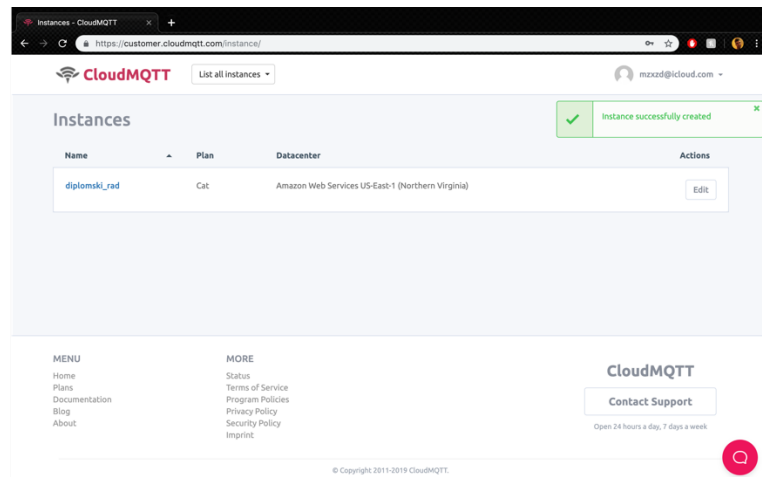 Instances - CloudMQTT
https://customer.cloudmqtt.com/instance/
CloudMQTT
List all instances
mzxzd@icloud.com
Instances
Instance successfully created
Name Plan Datacenter Actions
diplomski_rad Cat Amazon Web Services US-East-1 (Northern Virginia) Edit
MENU
Home
Plans
Documentation
Blog
About
MORE
Status
Terms of Service
Program Policies
Privacy Policy
Security Policy
Imprint
CloudMQTT
Contact Support
Open 24 hours a day, 7 days a week
© Copyright 2011-2019 CloudMQTT.